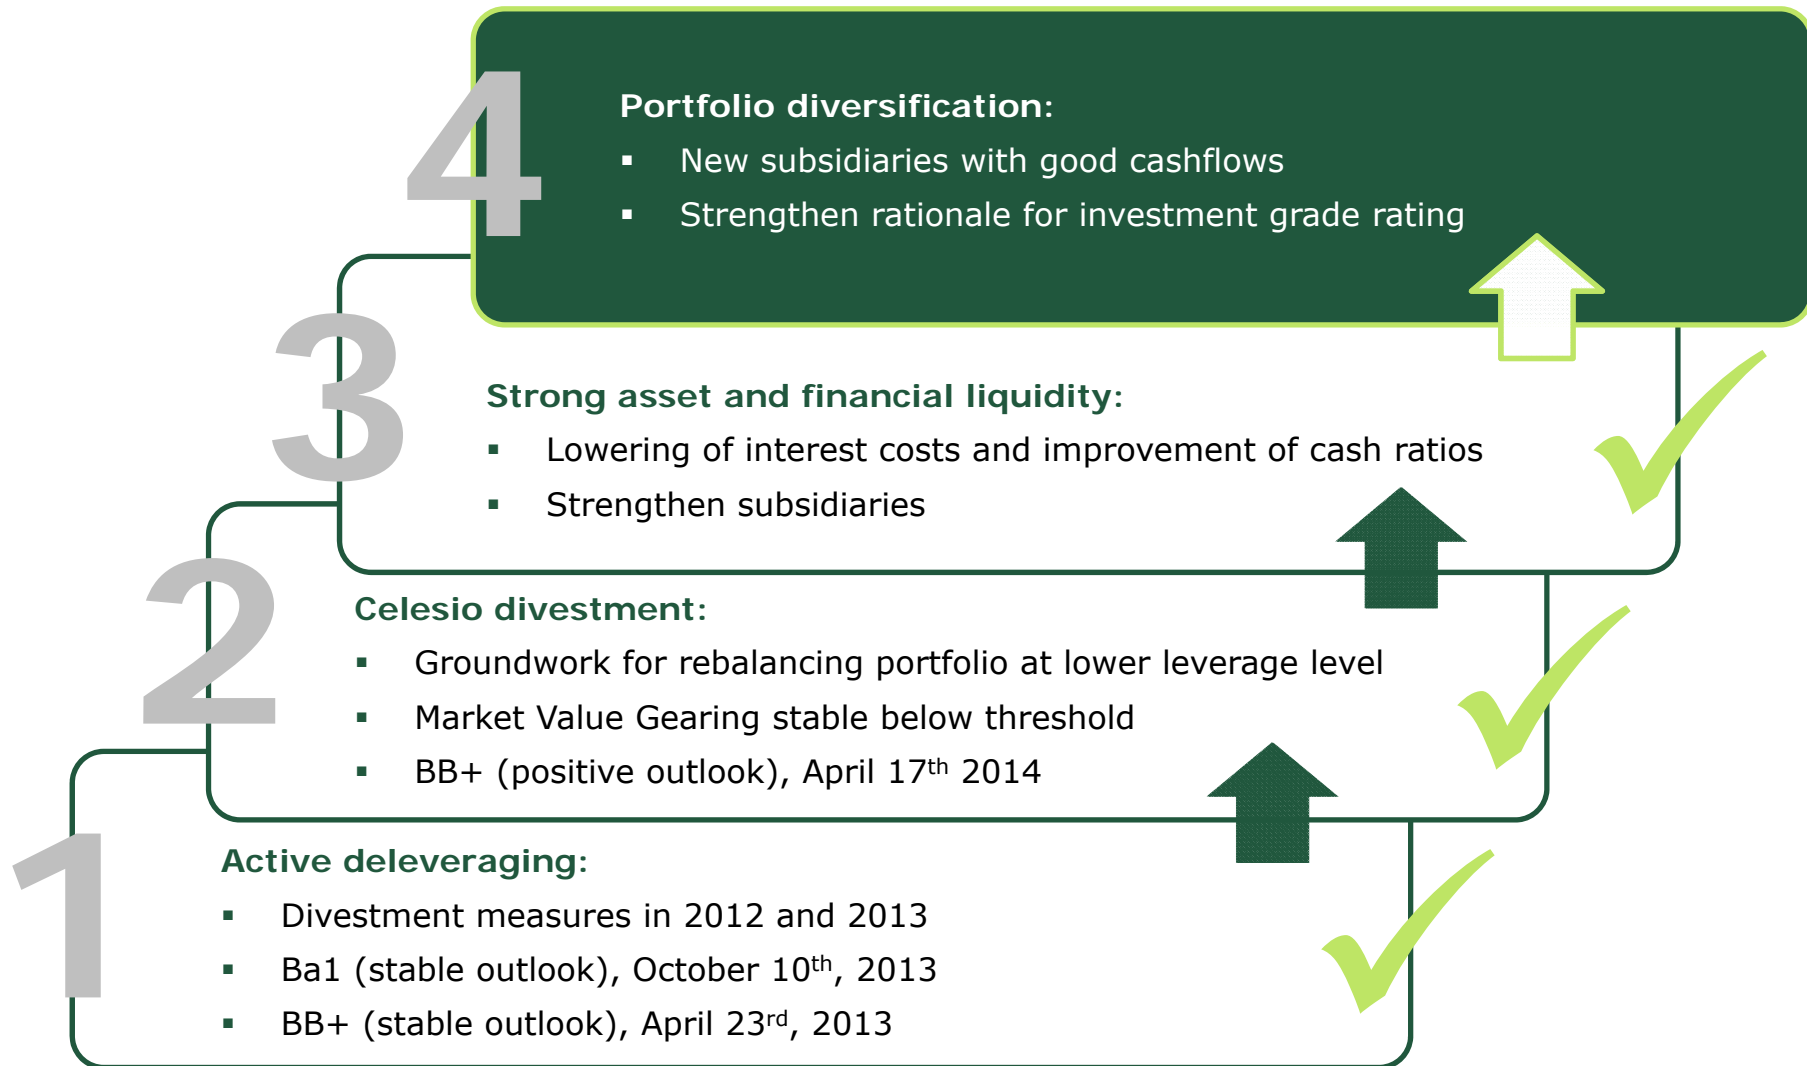 4
Portfolio diversification:
▪ New subsidiaries with good cashflows
▪ Strengthen rationale for investment grade rating
3
Strong asset and financial liquidity:
▪ Lowering of interest costs and improvement of cash ratios
▪ Strengthen subsidiaries
2
Celesio divestment:
▪ Groundwork for rebalancing portfolio at lower leverage level
▪ Market Value Gearing stable below threshold
▪ BB+ (positive outlook), April 17th 2014
1
Active deleveraging:
▪ Divestment measures in 2012 and 2013
▪ Ba1 (stable outlook), October 10th, 2013
▪ BB+ (stable outlook), April 23rd, 2013